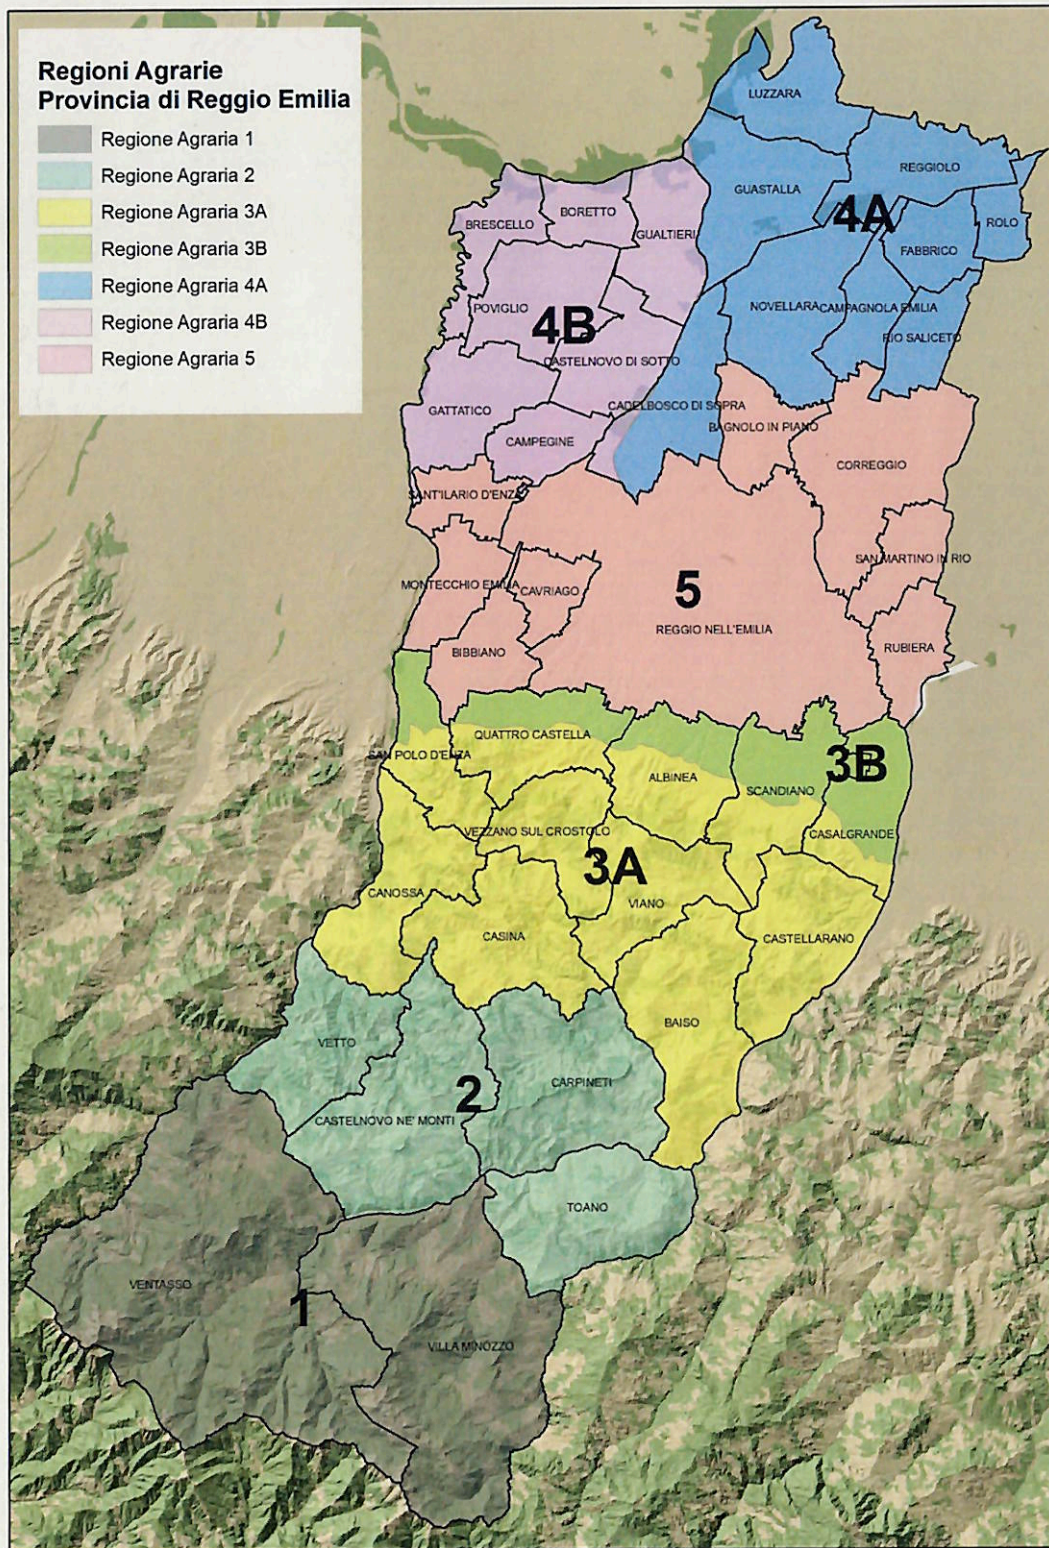 Regioni Agrarie
Provincia di Reggio Emilia
Regione Agraria 1
Regione Agraria 2
Regione Agraria 3A
Regione Agraria 3B
Regione Agraria 4A
Regione Agraria 4B
Regione Agraria 5
LUZZARA
REGGIOLO
GUASTALLA
4A
ROLO
BORETTO
BRESCELLO
GUALTIERI
FABBRICO
POVIGLIO
NOVELLARA
CAMPAGNOLA EMILIA
4B
RIO SALICETO
CASTELNOVO DI SOTTO
GATTATICO
CADELBOSCO DI SOPRA
BAGNOLO IN PIANO
CAMPEGINE
CORREGGIO
SANT'ILARIO D'ENZA
SAN MARTINO IN RIO
MONTECCHIO EMILIA
CAVRIAGO
5
REGGIO NELL'EMILIA
RUBIERA
BIBBIANO
QUATTRO CASTELLA
SAN POLO D'ENZA
3B
ALBINEA
SCANDIANO
VEZZANO SUL CROSTOLO
CASALGRANDE
3A
CANOSSA
VIANO
CASINA
CASTELLARANO
BAISO
VETTO
CARPINETI
2
CASTELNOVO NE' MONTI
TOANO
VENTASSO
1
VILLA MINOZZO